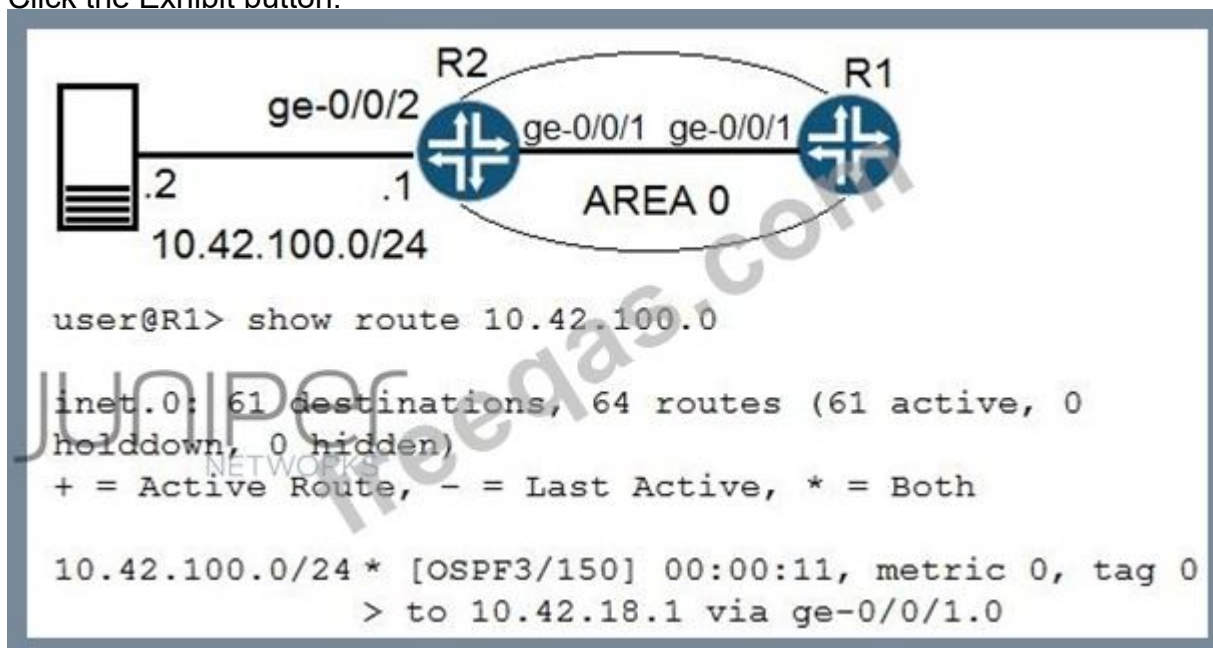 Click the Exhibit button.
R2
R1
ge-0/0/2
ge-0/0/1 ge-0/0/1
.2
.1
AREA 0
10.42.100.0/24
user@R1> show route 10.42.100.0
inet.0: 61 destinations, 64 routes (61 active, 0
holddown, 0 hidden)
+ = Active Route, - = Last Active, * = Both
10.42.100.0/24 * [OSPF3/150] 00:00:11, metric 0, tag 0
> to 10.42.18.1 via ge-0/0/1.0
JUNIPER
NETWORKS
freeqas.com